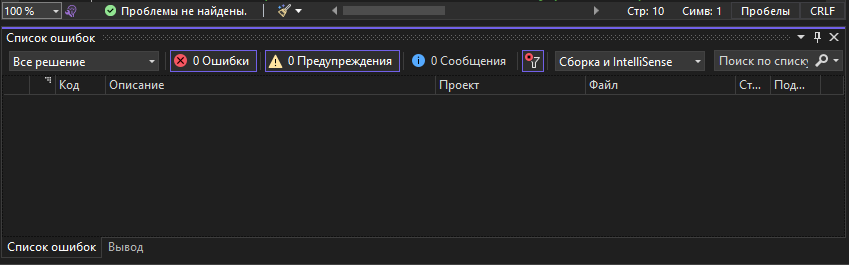 100 % Проблемы не найдены. Стр: 10 Симв: 1 Пробелы CRLF
Список ошибок
Все решение 0 Ошибки 0 Предупреждения 0 Сообщения Сборка и IntelliSense Поиск по списку
Код Описание Проект Файл Ст... Под...
Список ошибок Вывод